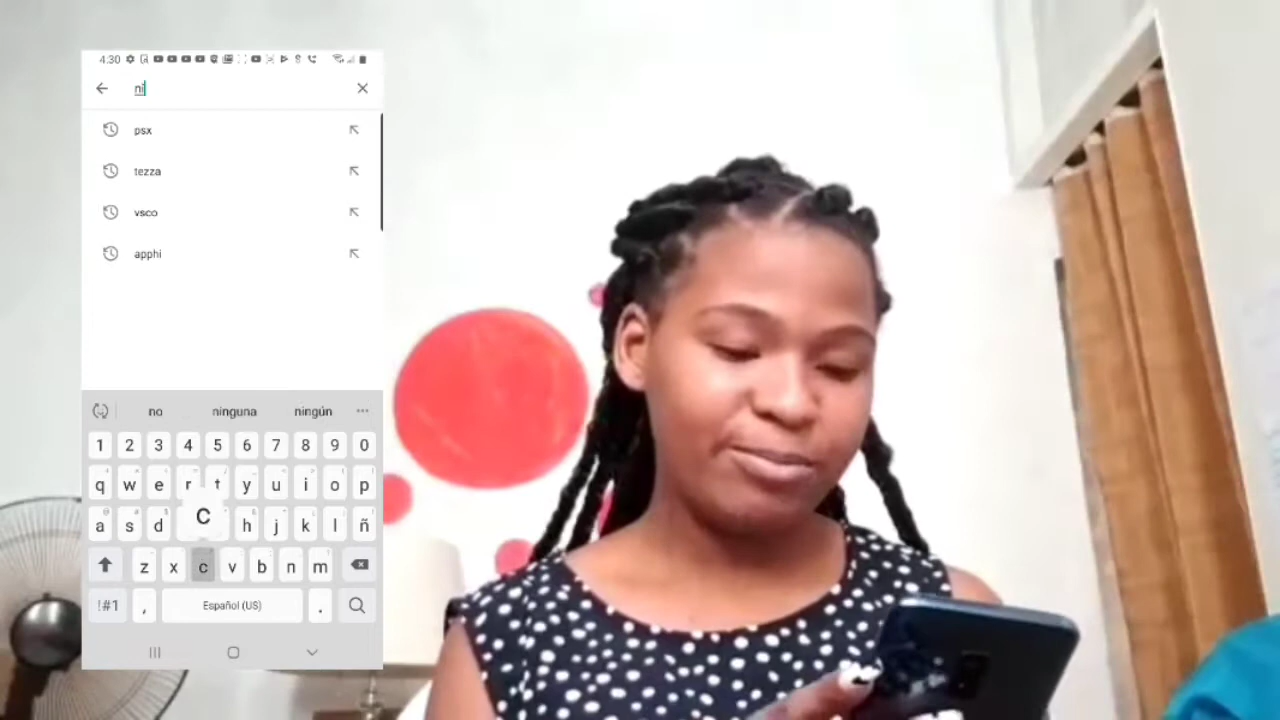 4:30
ni
psx
tezza
vsco
apphi
no ninguna ningún
1 2 3 4 5 6 7 8 9 0
q w e r t y u i o p
c
a s d h j k l ñ
z x c v b n m
!#1 , Español (US) .